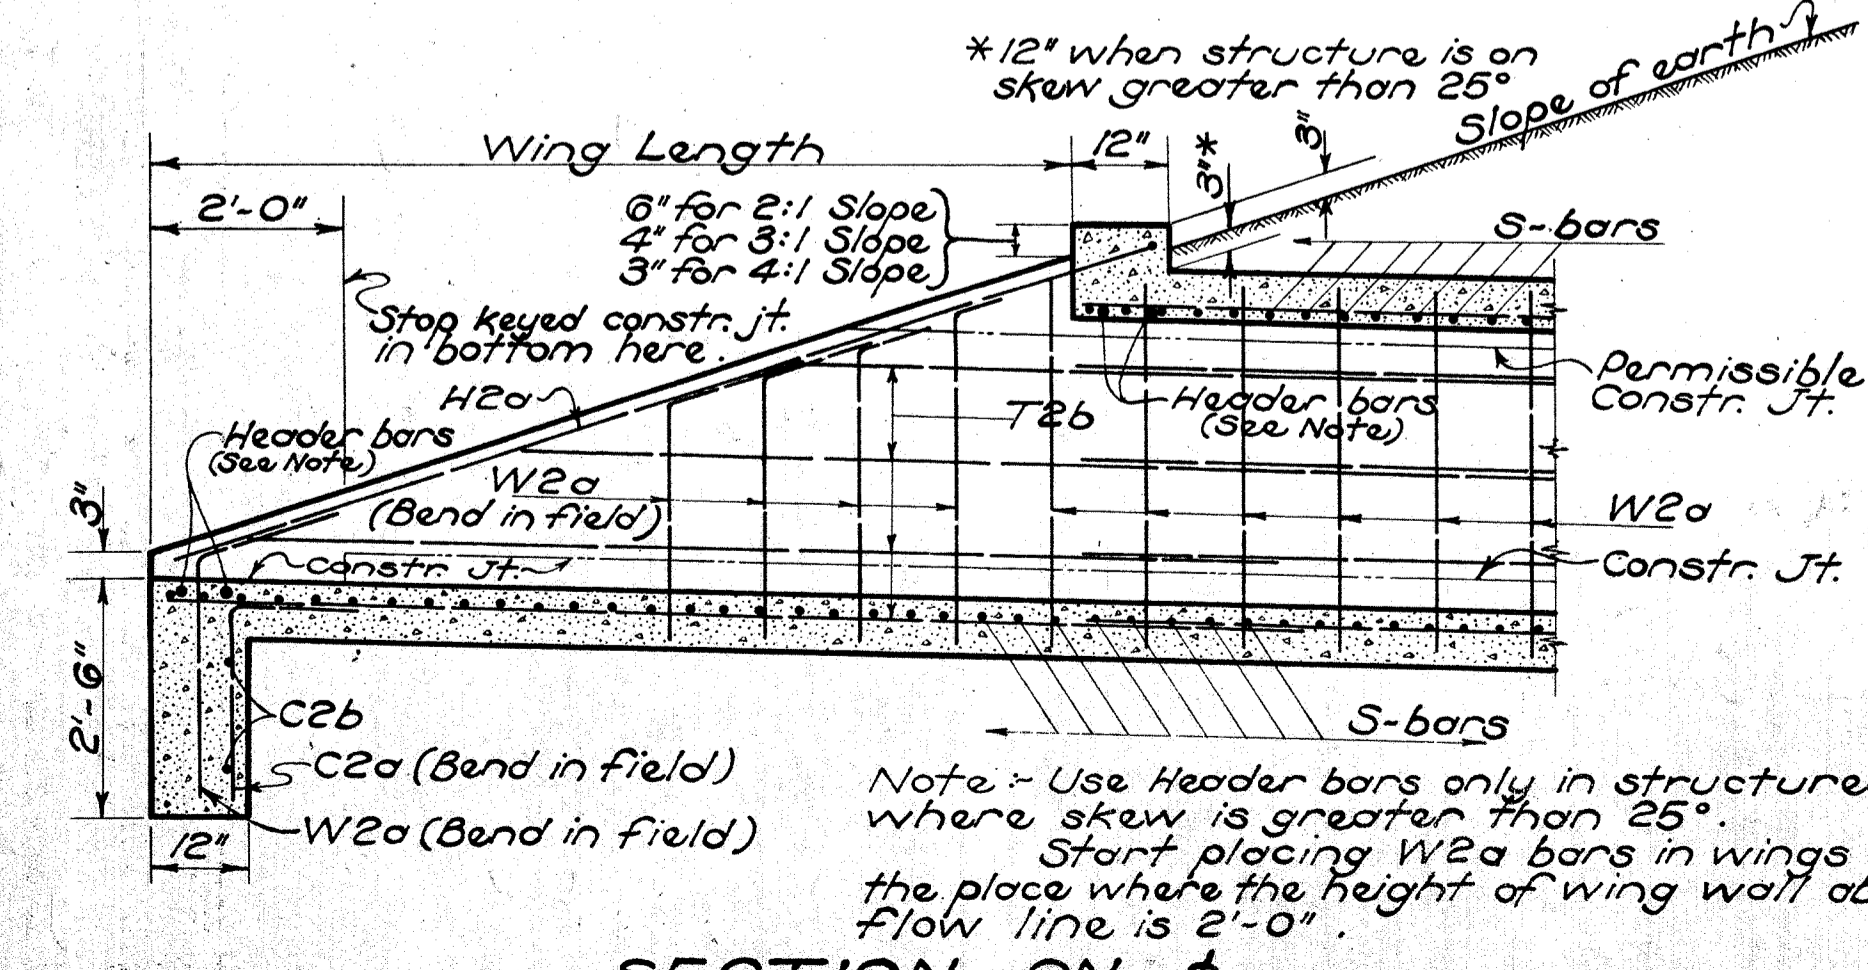 *12" when structure is on
skew greater than 25°
Slope of earth
Wing Length
12"
3"*
3"
2'-0"
6" for 2:1 Slope
4" for 3:1 Slope
3" for 4:1 Slope
S-bars
Stop keyed constr. jt.
in bottom here.
Permissible
Constr. Jt.
H2a
T2b
Header bars
(See Note)
Header bars
(See Note)
W2a
(Bend in field)
W2a
3"
Constr. Jt.
Constr. Jt.
2'-6"
C2b
S-bars
C2a (Bend in field)
W2a (Bend in field)
12"
Note:- Use Header bars only in structure
where skew is greater than 25°.
Start placing W2a bars in wings
the place where the height of wing wall ab
flow line is 2'-0".
SECTION ON